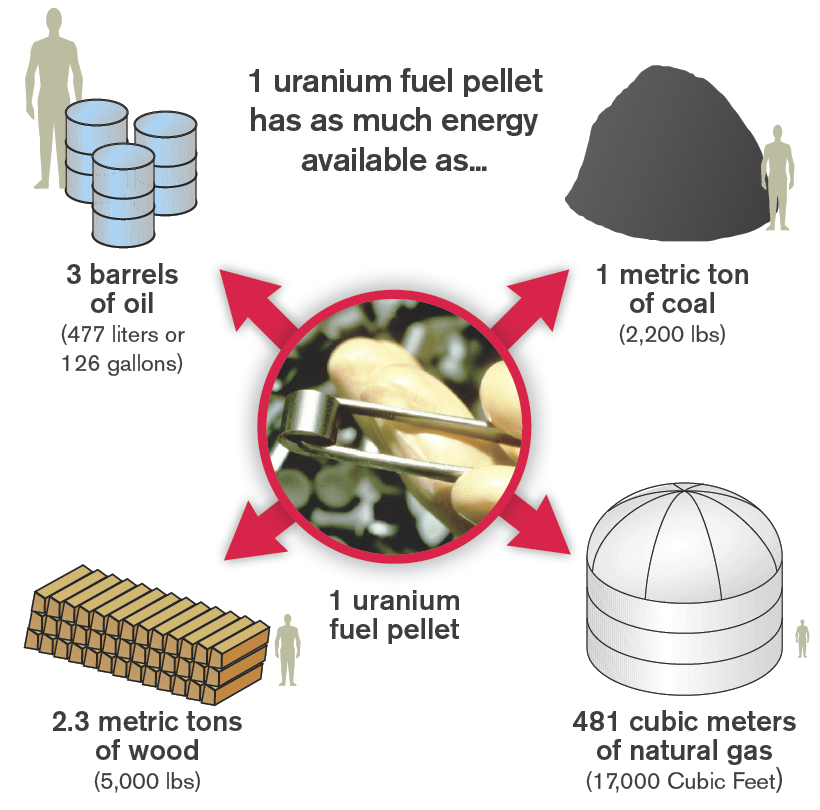 1 uranium fuel pellet
has as much energy
available as...
3 barrels
of oil
(477 liters or
126 gallons)
1 metric ton
of coal
(2,200 lbs)
1 uranium
fuel pellet
2.3 metric tons
of wood
(5,000 lbs)
481 cubic meters
of natural gas
(17,000 Cubic Feet)